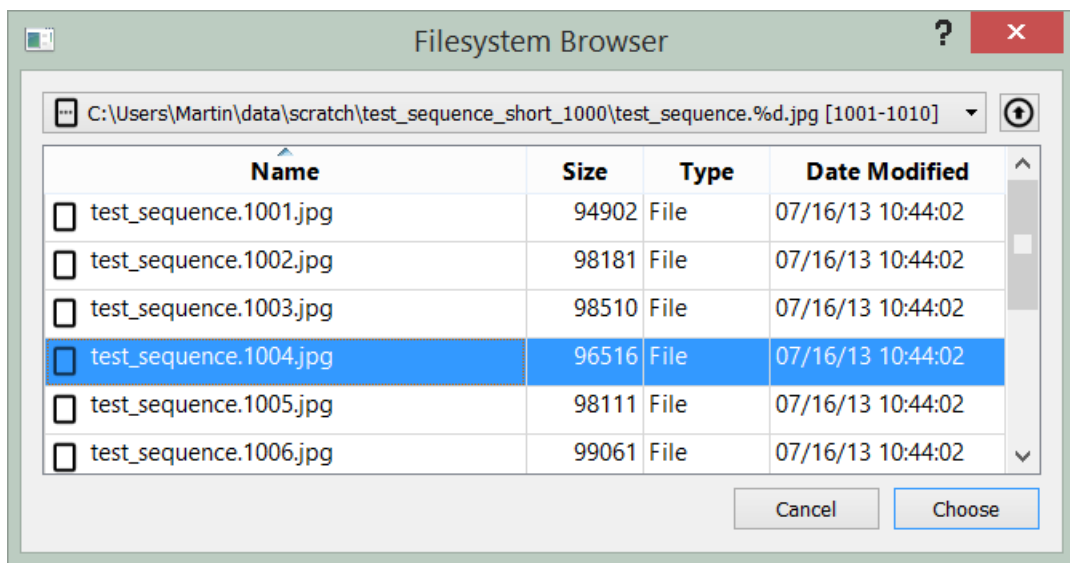 Filesystem Browser ?
C:\Users\Martin\data\scratch\test_sequence_short_1000\test_sequence.%d.jpg [1001-1010]
Name Size Type Date Modified
test_sequence.1001.jpg 94902 File 07/16/13 10:44:02
test_sequence.1002.jpg 98181 File 07/16/13 10:44:02
test_sequence.1003.jpg 98510 File 07/16/13 10:44:02
test_sequence.1004.jpg 96516 File 07/16/13 10:44:02
test_sequence.1005.jpg 98111 File 07/16/13 10:44:02
test_sequence.1006.jpg 99061 File 07/16/13 10:44:02
Cancel Choose